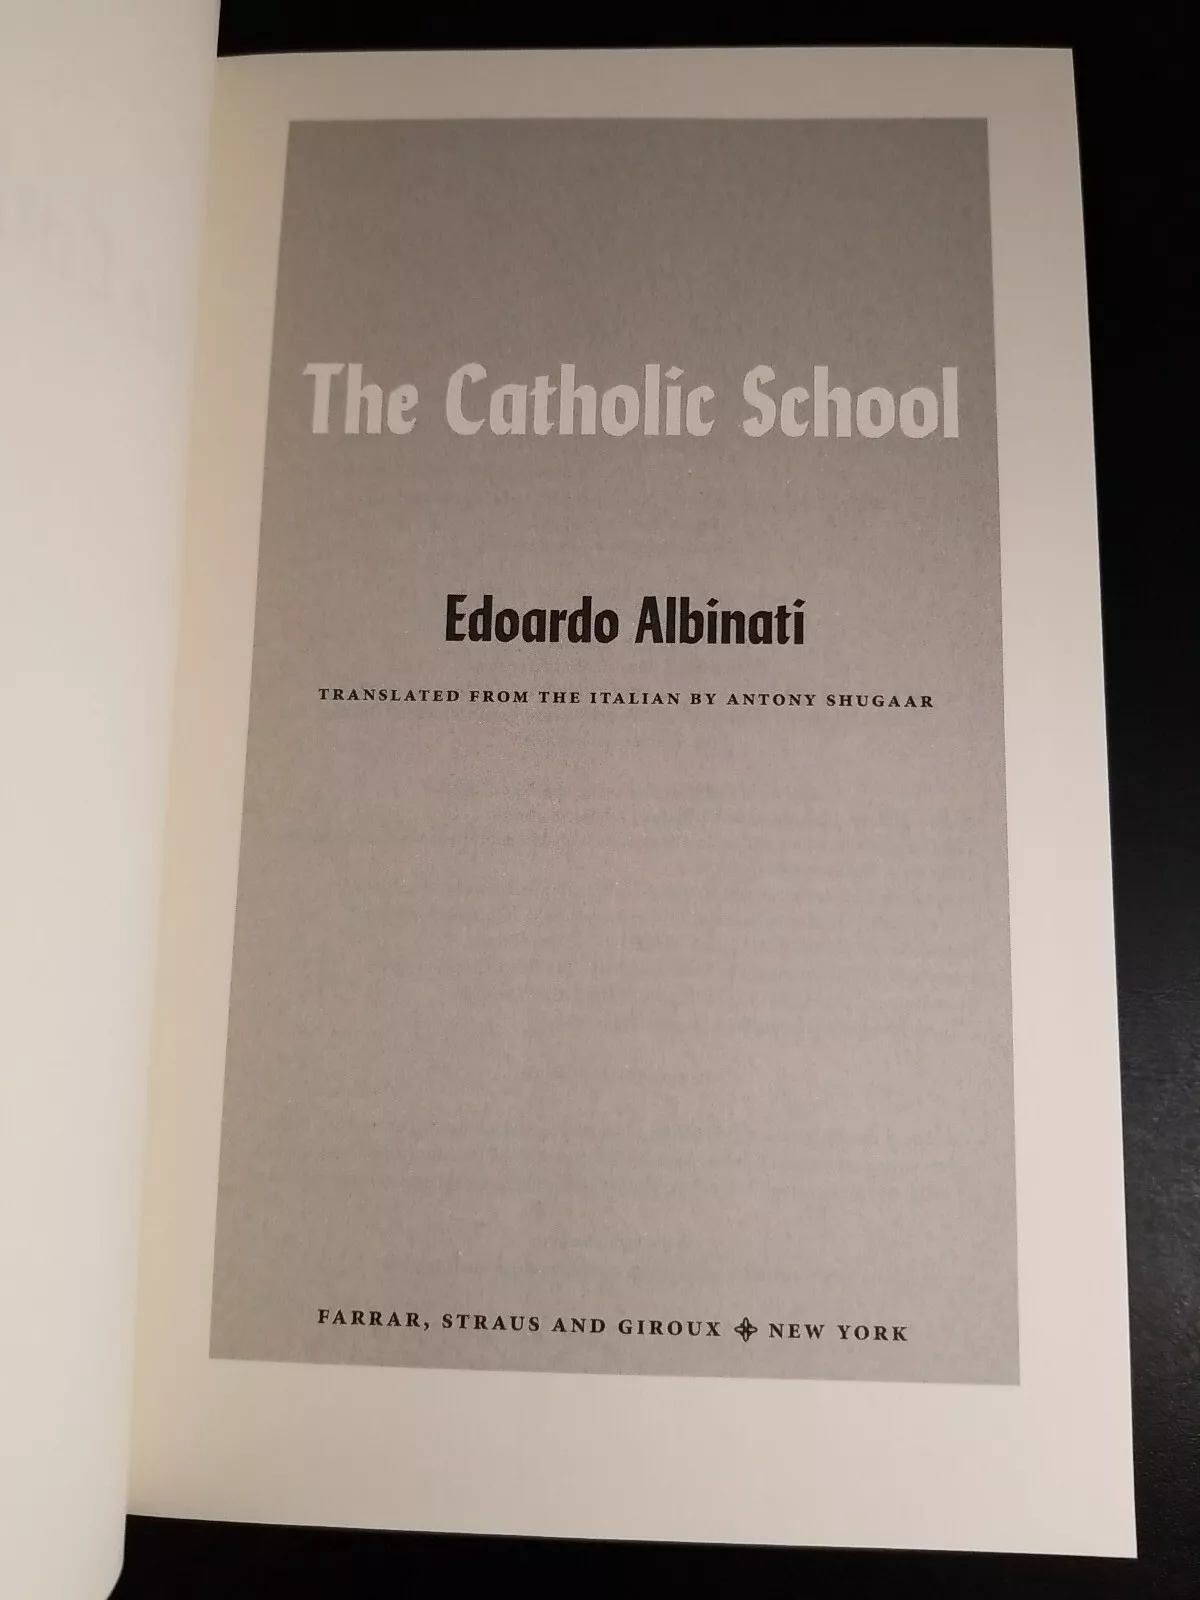 The Catholic School
Edoardo Albinati
TRANSLATED FROM THE ITALIAN BY ANTONY SHUGAAR
FARRAR, STRAUS AND GIROUX NEW YORK